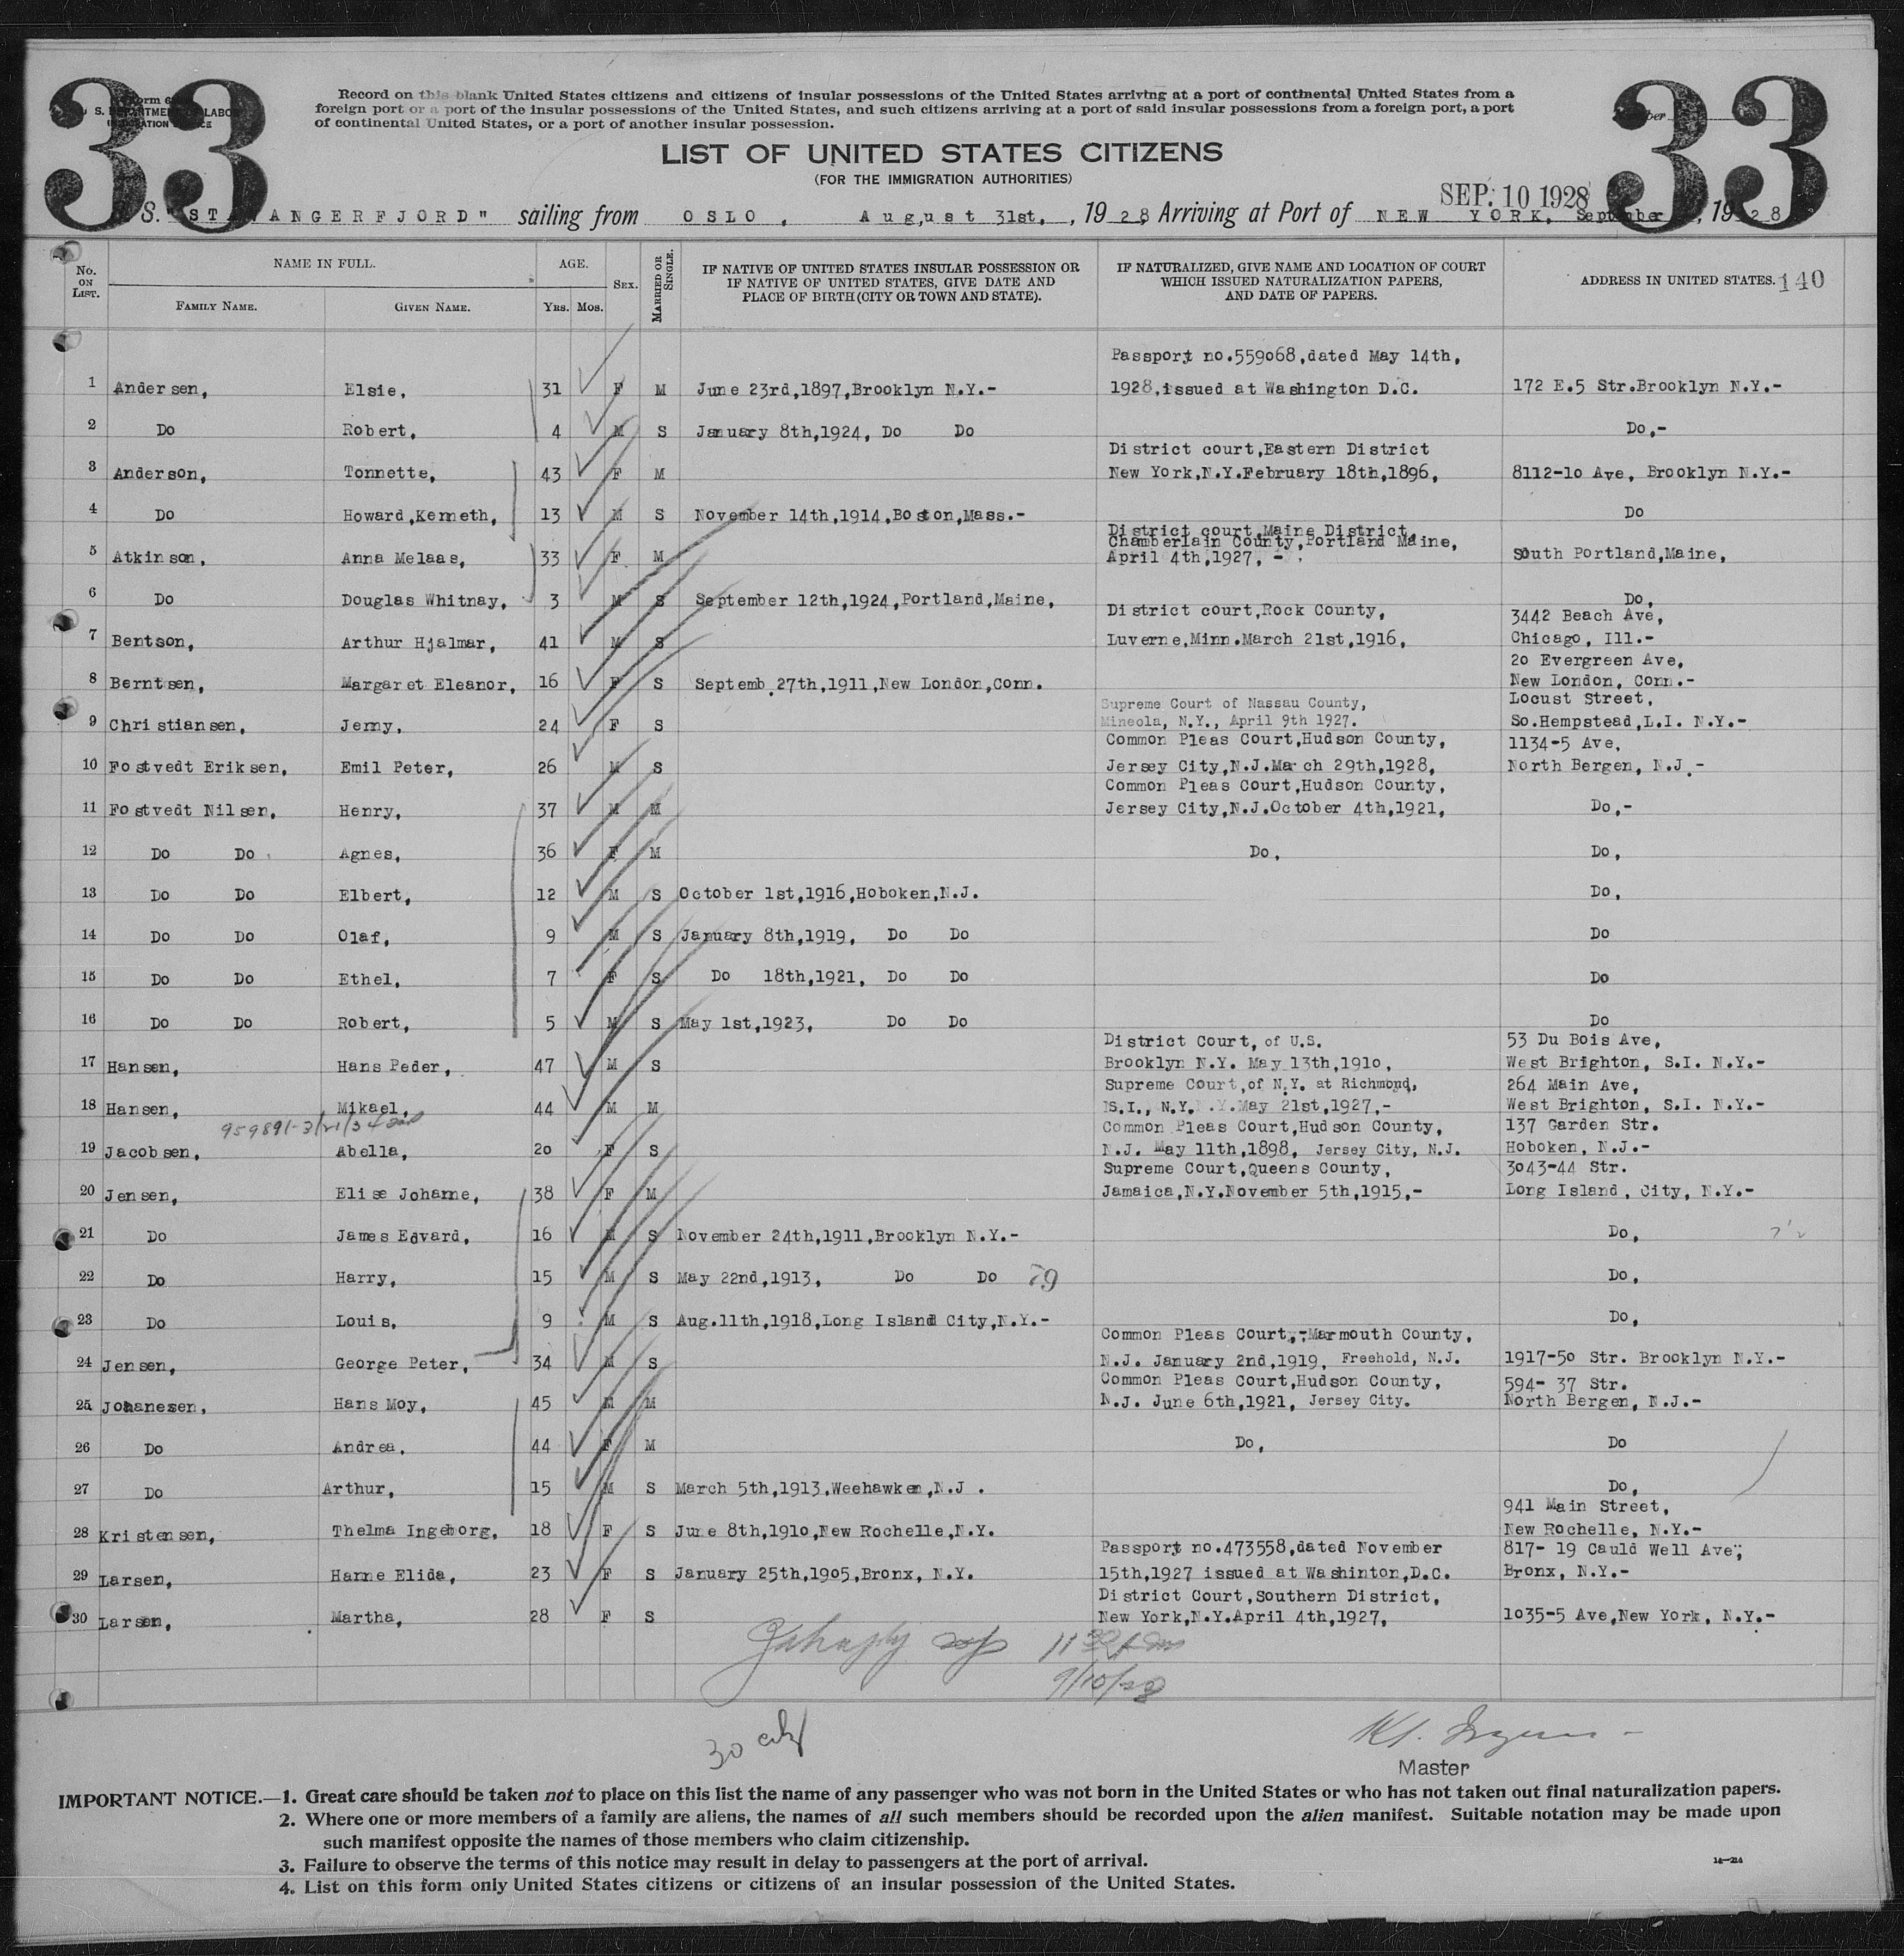 33
33
Record on this blank United States citizens and citizens of insular possessions of the United States arriving at a port of continental United States from a
foreign port or a port of the insular possessions of the United States, and such citizens arriving at a port of said insular possessions from a foreign port, a port
of continental United States, or a port of another insular possession.
LIST OF UNITED STATES CITIZENS
(FOR THE IMMIGRATION AUTHORITIES)
SEP. 10 1928
S. "STAVANGERFJORD" sailing from OSLO, August 31st, , 1928, Arriving at Port of NEW YORK, September , 1928
No. ON LIST. NAME IN FULL. AGE. SEX. MARRIED OR SINGLE. IF NATIVE OF UNITED STATES INSULAR POSSESSION OR IF NATIVE OF UNITED STATES, GIVE DATE AND PLACE OF BIRTH (CITY OR TOWN AND STATE). IF NATURALIZED, GIVE NAME AND LOCATION OF COURT WHICH ISSUED NATURALIZATION PAPERS, AND DATE OF PAPERS. ADDRESS IN UNITED STATES. 140
FAMILY NAME. GIVEN NAME. YRS. MOS.
Passport no.559068,dated May 14th,
1 Andersen, Elsie, 31 F M June 23rd,1897,Brooklyn N.Y.- 1928,issued at Washington D.C. 172 E.5 Str.Brooklyn N.Y.-
2 Do Robert, 4 M S January 8th,1924, Do Do Do,-
District court,Eastern District
3 Anderson, Tonnette, 43 F M New York,N.Y.February 18th,1896, 8112-10 Ave, Brooklyn N.Y.-
4 Do Howard,Kenneth, 13 M S November 14th,1914,Boston,Mass.- Do
District court,Maine District,
Chamberlain County,Portland Maine,
5 Atkinson, Anna Melaas, 33 F M April 4th,1927, - South Portland,Maine,
6 Do Douglas Whitnay, 3 M S September 12th,1924,Portland,Maine, Do,
District court,Rock County, 3442 Beach Ave,
7 Bentson, Arthur Hjalmar, 41 M S Luverne,Minn.March 21st,1916, Chicago, Ill.-
20 Evergreen Ave,
8 Berntsen, Margaret Eleanor, 16 F S Septemb.27th,1911,New London,Conn. New London, Conn.-
Supreme Court of Nassau County, Locust Street,
9 Christiansen, Jenny, 24 F S Mineola, N.Y., April 9th 1927. So.Hempstead,L.I. N.Y.-
Common Pleas Court,Hudson County, 1134-5 Ave,
10 Fostvedt Eriksen, Emil Peter, 26 M S Jersey City,N.J.March 29th,1928, North Bergen, N.J.-
Common Pleas Court,Hudson County,
11 Fostvedt Nilsen, Henry, 37 M M Jersey City,N.J.October 4th,1921, Do,-
12 Do Do, Agnes, 36 F M Do, Do,
13 Do Do Elbert, 12 M S October 1st,1916,Hoboken,N.J. Do,
14 Do Do Olaf, 9 M S January 8th,1919, Do Do Do
15 Do Do Ethel, 7 F S Do 18th,1921, Do Do Do
16 Do Do Robert, 5 M S May 1st,1923, Do Do Do
District Court, of U.S. 53 Du Bois Ave,
17 Hansen, Hans Peder, 47 M S Brooklyn N.Y. May 13th,1910, West Brighton, S.I. N.Y.-
Supreme Court,of N.Y. at Richmond, 264 Main Ave,
18 Hansen, Mikael, 44 M M S.I., N.Y. May 21st,1927,- West Brighton, S.I. N.Y.-
959891-3/21/34
Common Pleas Court,Hudson County, 137 Garden Str.
19 Jacobsen, Abella, 20 F S N.J. May 11th,1898, Jersey City, N.J. Hoboken, N.J.-
Supreme Court,Queens County, 3043-44 Str.
20 Jensen, Elise Johanne, 38 F M Jamaica,N.Y.November 5th,1915,- Long Island, City, N.Y.-
21 Do James Edvard, 16 M S November 24th,1911,Brooklyn N.Y.- Do,
22 Do Harry, 15 M S May 22nd,1913, Do Do 79 Do,
23 Do Louis, 9 M S Aug.11th,1918,Long Island City,N.Y.- Do,
Common Pleas Court,-Marmouth County,
24 Jensen, George Peter, 34 M S N.J. January 2nd,1919, Freehold, N.J. 1917-50 Str. Brooklyn N.Y.-
Common Pleas Court,Hudson County, 594- 37 Str.
25 Johanesen, Hans Moy, 45 M M N.J. June 6th,1921, Jersey City. North Bergen, N.J.-
26 Do Andrea, 44 F M Do, Do
27 Do Arthur, 15 M S March 5th,1913,Weehawken,N.J. Do,
941 Main Street,
28 Kristensen, Thelma Ingeborg, 18 F S June 8th,1910,New Rochelle,N.Y. New Rochelle, N.Y.-
Passport no.473558,dated November 817- 19 Cauld Well Ave,
29 Larsen, Hanne Elida, 23 F S January 25th,1905,Bronx, N.Y. 15th,1927 issued at Washinton,D.C. Bronx, N.Y.-
District Court,Southern District,
30 Larsen, Martha, 28 F S New York,N.Y.April 4th,1927, 1035-5 Ave,New York, N.Y.-
9/10/28
30
Master
IMPORTANT NOTICE.—1. Great care should be taken not to place on this list the name of any passenger who was not born in the United States or who has not taken out final naturalization papers.
2. Where one or more members of a family are aliens, the names of all such members should be recorded upon the alien manifest. Suitable notation may be made upon
such manifest opposite the names of those members who claim citizenship.
3. Failure to observe the terms of this notice may result in delay to passengers at the port of arrival.
4. List on this form only United States citizens or citizens of an insular possession of the United States.
14—214